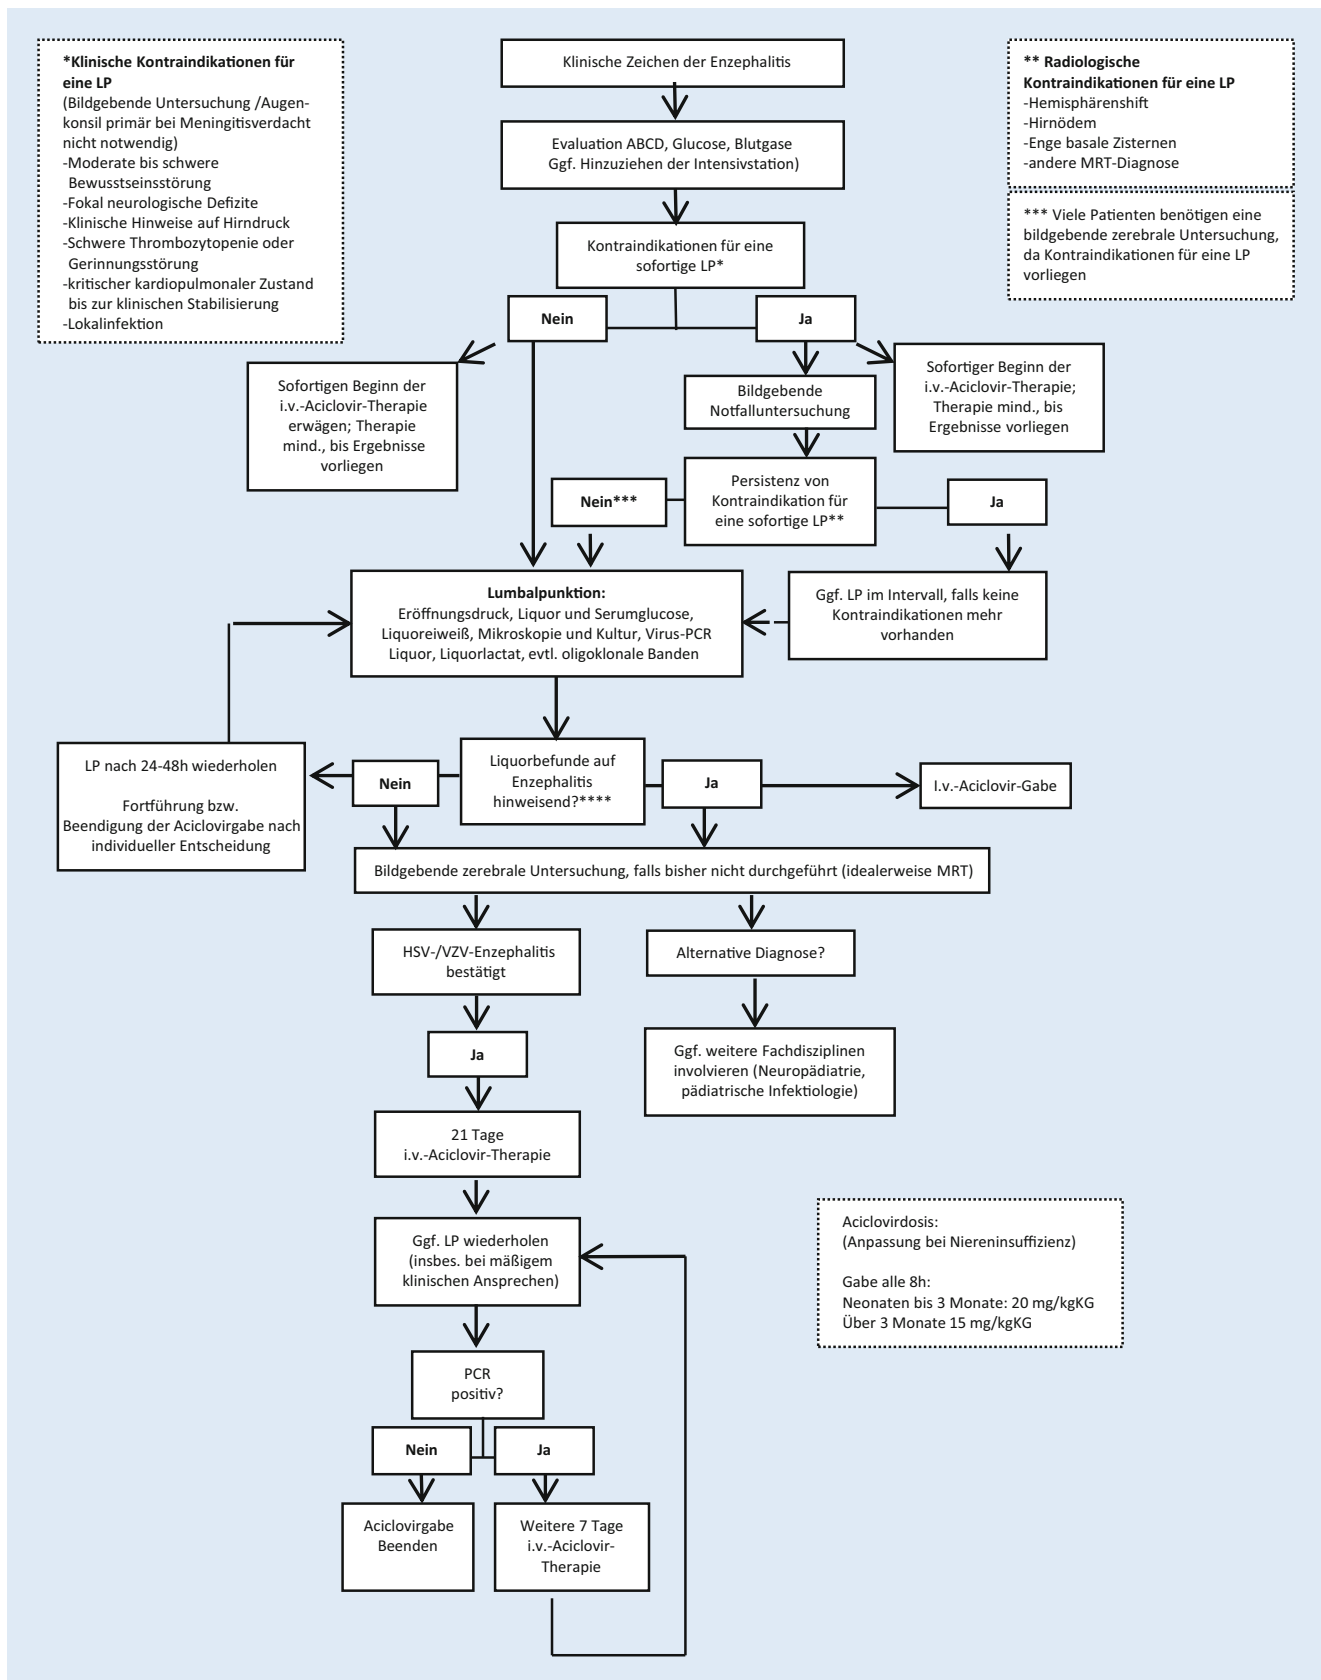 *Klinische Kontraindikationen für
eine LP
(Bildgebende Untersuchung /Augen-
konsil primär bei Meningitisverdacht
nicht notwendig)
-Moderate bis schwere
Bewusstseinsstörung
-Fokal neurologische Defizite
-Klinische Hinweise auf Hirndruck
-Schwere Thrombozytopenie oder
Gerinnungsstörung
-kritischer kardiopulmonaler Zustand
bis zur klinischen Stabilisierung
-Lokalinfektion
Klinische Zeichen der Enzephalitis
** Radiologische
Kontraindikationen für eine LP
-Hemisphärenshift
-Hirnödem
-Enge basale Zisternen
-andere MRT-Diagnose
Evaluation ABCD, Glucose, Blutgase
Ggf. Hinzuziehen der Intensivstation)
*** Viele Patienten benötigen eine
bildgebende zerebrale Untersuchung,
da Kontraindikationen für eine LP
vorliegen
Kontraindikationen für eine
sofortige LP*
Nein
Ja
Sofortigen Beginn der
i.v.-Aciclovir-Therapie
erwägen; Therapie
mind., bis Ergebnisse
vorliegen
Bildgebende
Notfalluntersuchung
Sofortiger Beginn der
i.v.-Aciclovir-Therapie;
Therapie mind., bis
Ergebnisse vorliegen
Nein***
Persistenz von
Kontraindikation für
eine sofortige LP**
Ja
Lumbalpunktion:
Eröffnungsdruck, Liquor und Serumglucose,
Liquoreiweiß, Mikroskopie und Kultur, Virus-PCR
Liquor, Liquorlactat, evtl. oligoklonale Banden
Ggf. LP im Intervall, falls keine
Kontraindikationen mehr
vorhanden
LP nach 24-48h wiederholen
Fortführung bzw.
Beendigung der Aciclovirgabe nach
individueller Entscheidung
Nein
Liquorbefunde auf
Enzephalitis
hinweisend?****
Ja
I.v.-Aciclovir-Gabe
Bildgebende zerebrale Untersuchung, falls bisher nicht durchgeführt (idealerweise MRT)
HSV-/VZV-Enzephalitis
bestätigt
Alternative Diagnose?
Ja
Ggf. weitere Fachdisziplinen
involvieren (Neuropädiatrie,
pädiatrische Infektiologie)
21 Tage
i.v.-Aciclovir-Therapie
Ggf. LP wiederholen
(insbes. bei mäßigem
klinischen Ansprechen)
Aciclovirdosis:
(Anpassung bei Niereninsuffizienz)
Gabe alle 8h:
Neonaten bis 3 Monate: 20 mg/kgKG
Über 3 Monate 15 mg/kgKG
PCR
positiv?
Nein
Ja
Aciclovirgabe
Beenden
Weitere 7 Tage
i.v.-Aciclovir-
Therapie